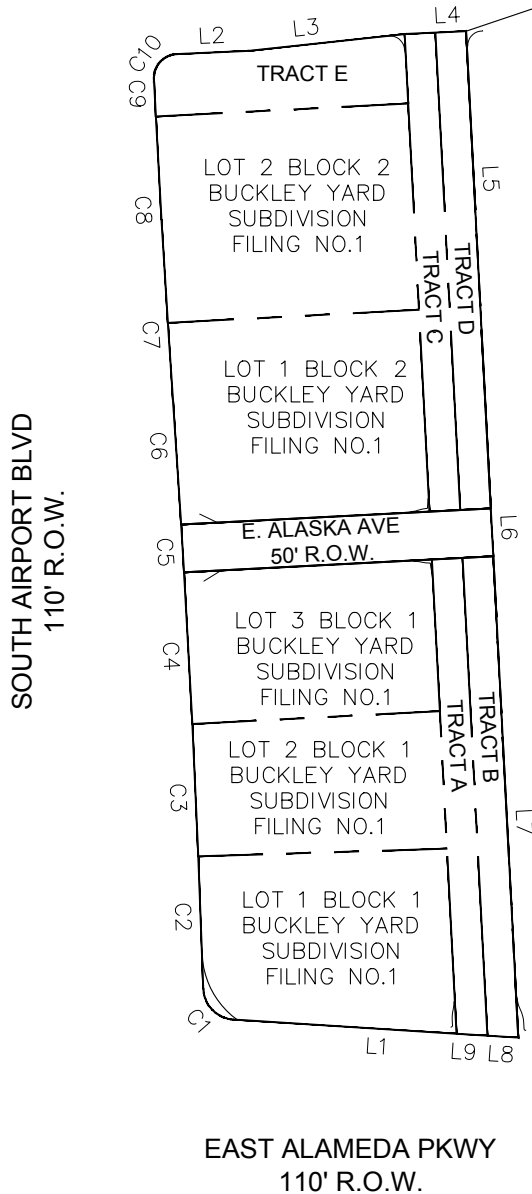 L4
C10
L2
L3
TRACT E
C9
LOT 2 BLOCK 2
BUCKLEY YARD
SUBDIVISION
FILING NO.1
L5
C8
TRACT C
TRACT D
C7
LOT 1 BLOCK 2
BUCKLEY YARD
SUBDIVISION
FILING NO.1
C6
SOUTH AIRPORT BLVD
110' R.O.W.
E. ALASKA AVE
50' R.O.W.
L6
C5
LOT 3 BLOCK 1
BUCKLEY YARD
SUBDIVISION
FILING NO.1
C4
TRACT A
TRACT B
LOT 2 BLOCK 1
BUCKLEY YARD
SUBDIVISION
FILING NO.1
C3
L7
LOT 1 BLOCK 1
BUCKLEY YARD
SUBDIVISION
FILING NO.1
C2
C1
L1
L9
L8
EAST ALAMEDA PKWY
110' R.O.W.